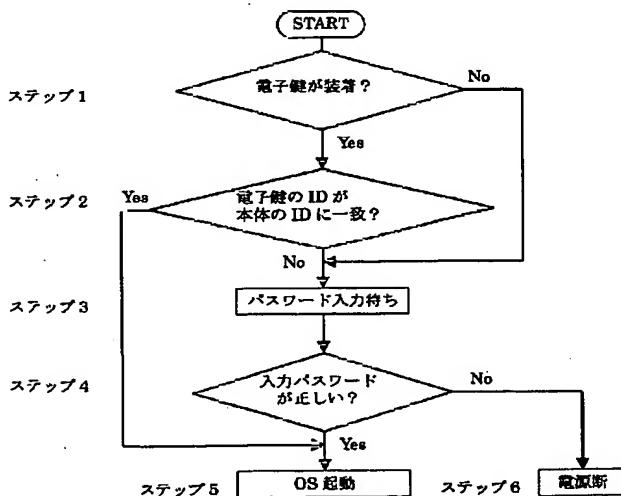 START
ステップ1
電子鍵が装着?
No
Yes
ステップ2
Yes
電子鍵の ID が
本体の ID に一致?
No
ステップ3
パスワード入力待ち
ステップ4
入力パスワード
が正しい?
No
Yes
ステップ5
OS 起動
ステップ6
電源断